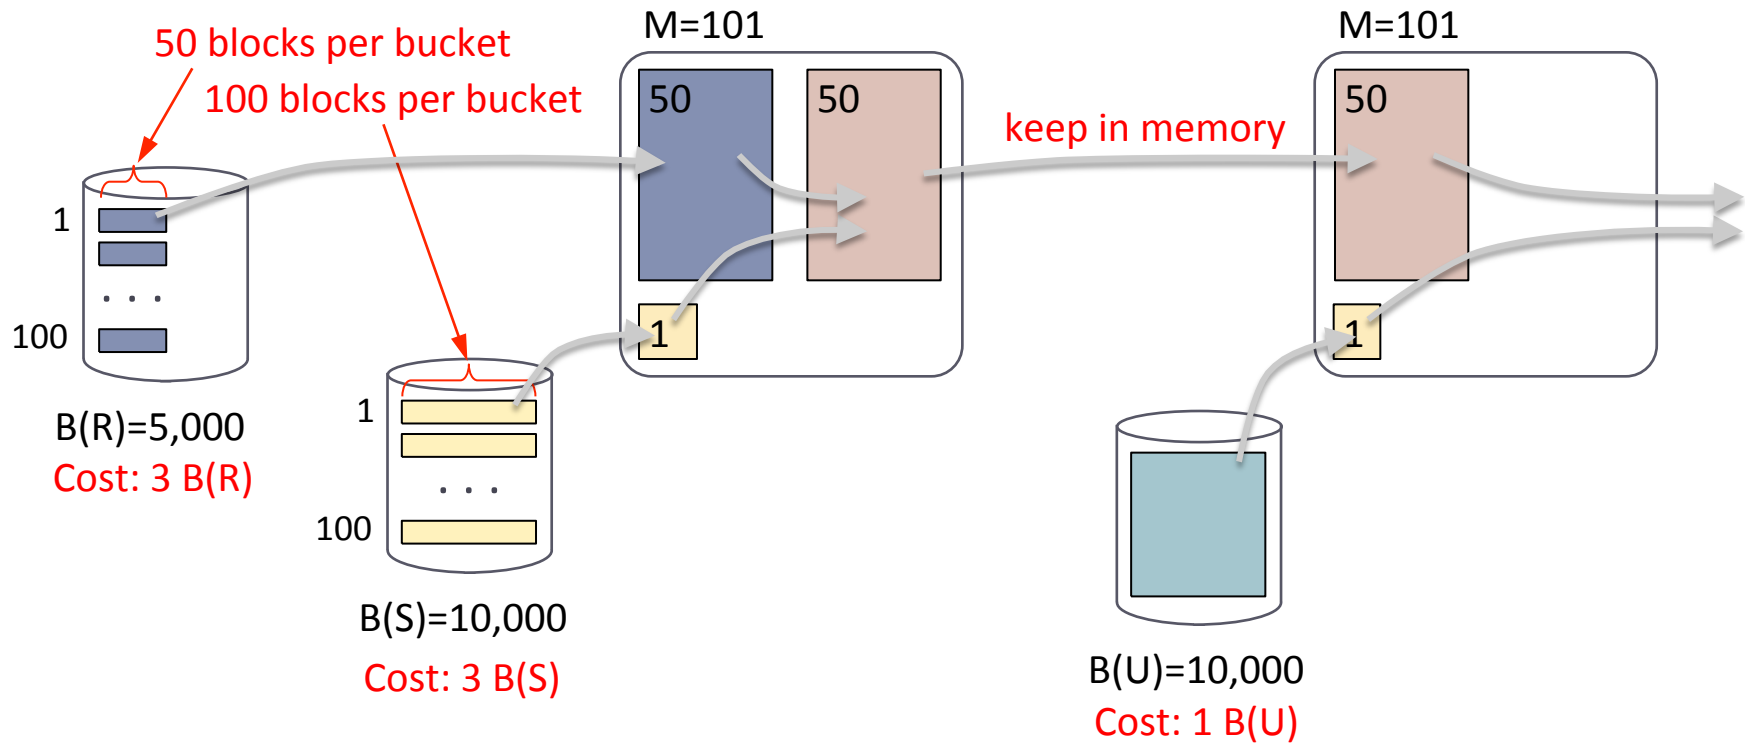 50 blocks per bucket
100 blocks per bucket
1
. . .
100
B(R)=5,000
Cost: 3 B(R)
1
. . .
100
B(S)=10,000
Cost: 3 B(S)
M=101
50
50
1
keep in memory
M=101
50
1
B(U)=10,000
Cost: 1 B(U)